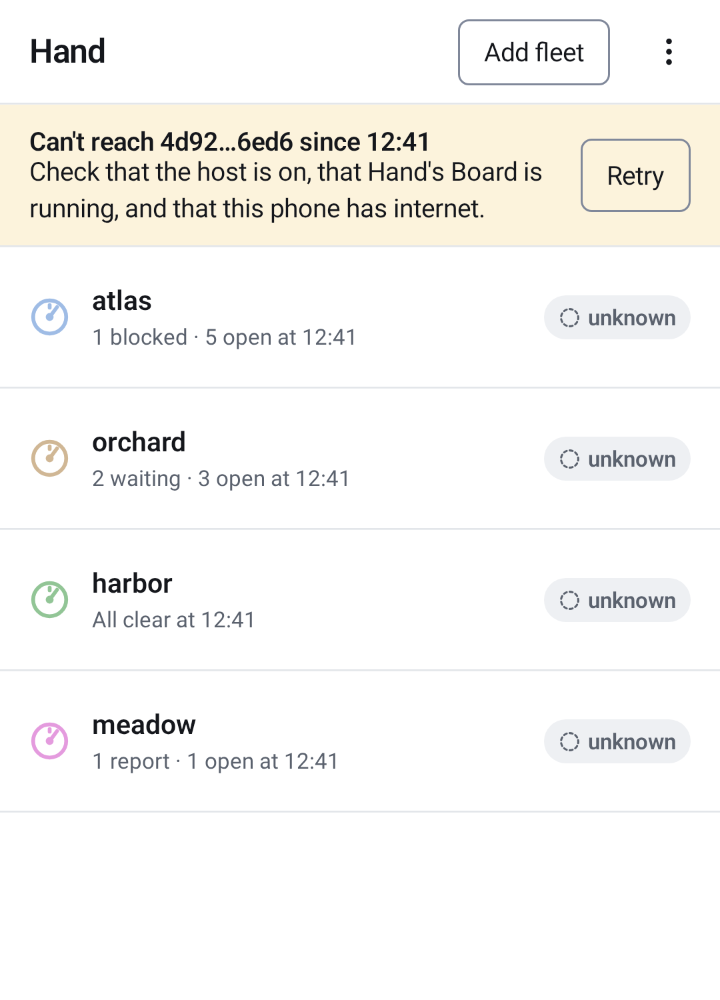 Hand
Add fleet
Can't reach 4d92…6ed6 since 12:41
Check that the host is on, that Hand's Board is
running, and that this phone has internet.
Retry
atlas
1 blocked · 5 open at 12:41
unknown
orchard
2 waiting · 3 open at 12:41
unknown
harbor
All clear at 12:41
unknown
meadow
1 report · 1 open at 12:41
unknown